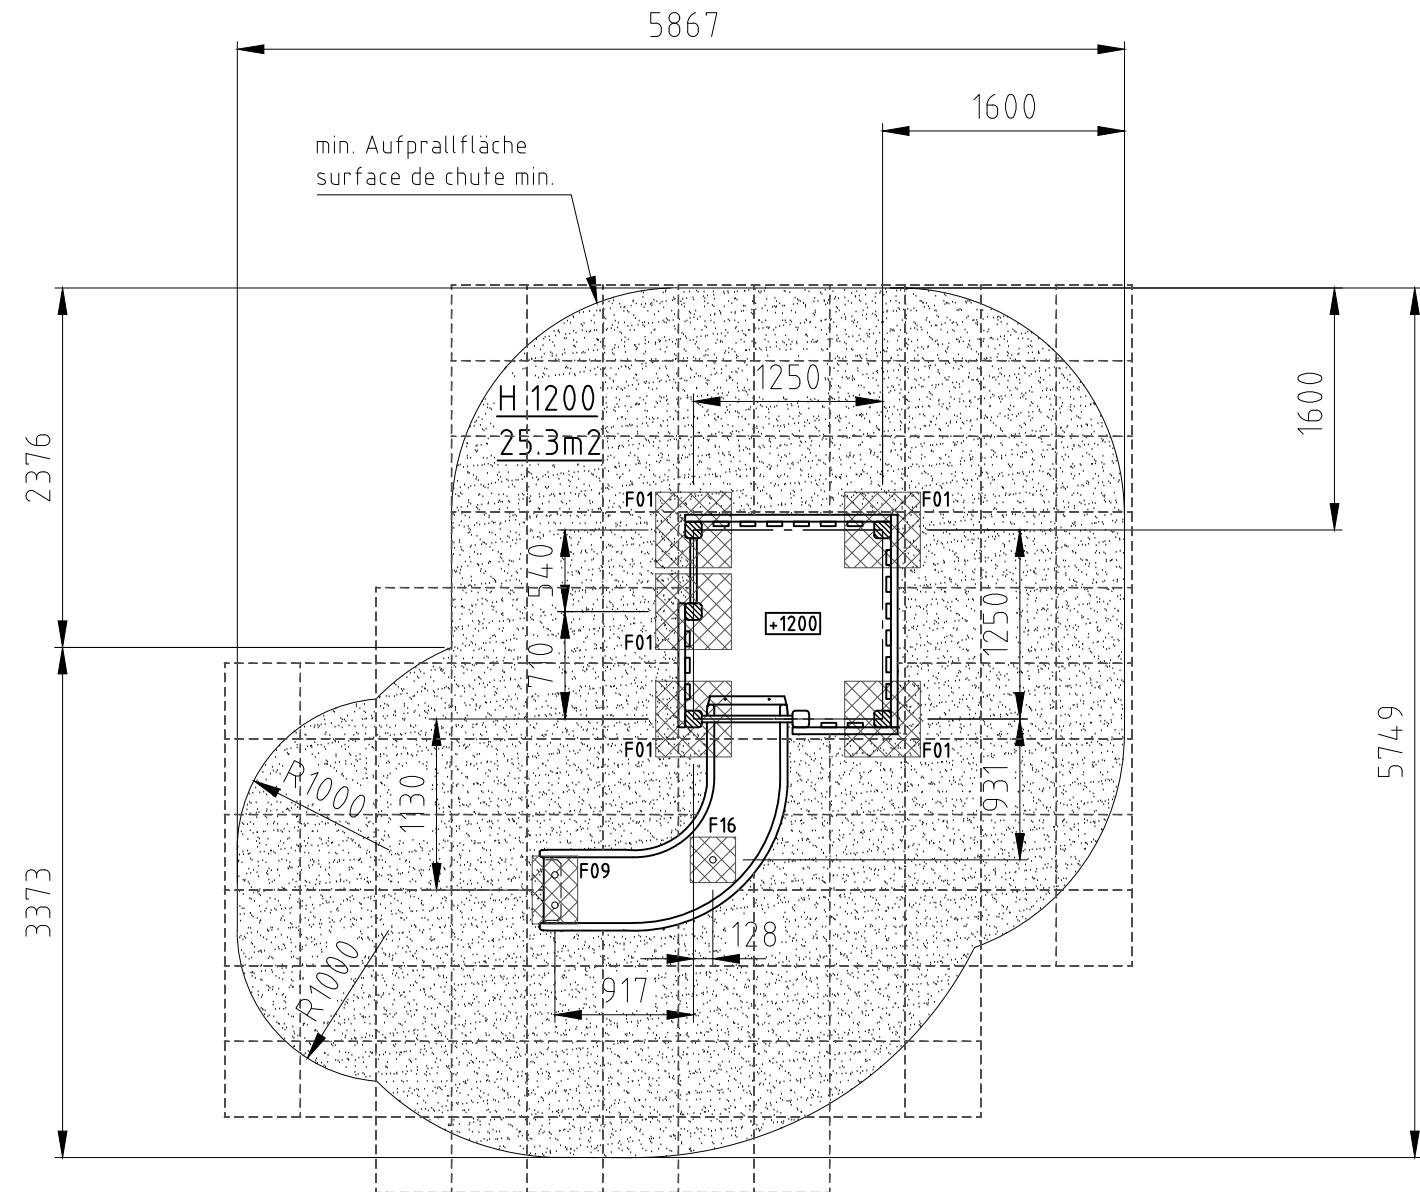 5867
1600
min. Aufprallfläche
surface de chute min.
1250
H 1200
25.3m2
1600
2376
F01
F01
540
1250
+1200
F01
710
F01
F01
R1000
1130
931
5749
F16
F09
3373
128
R1000
917